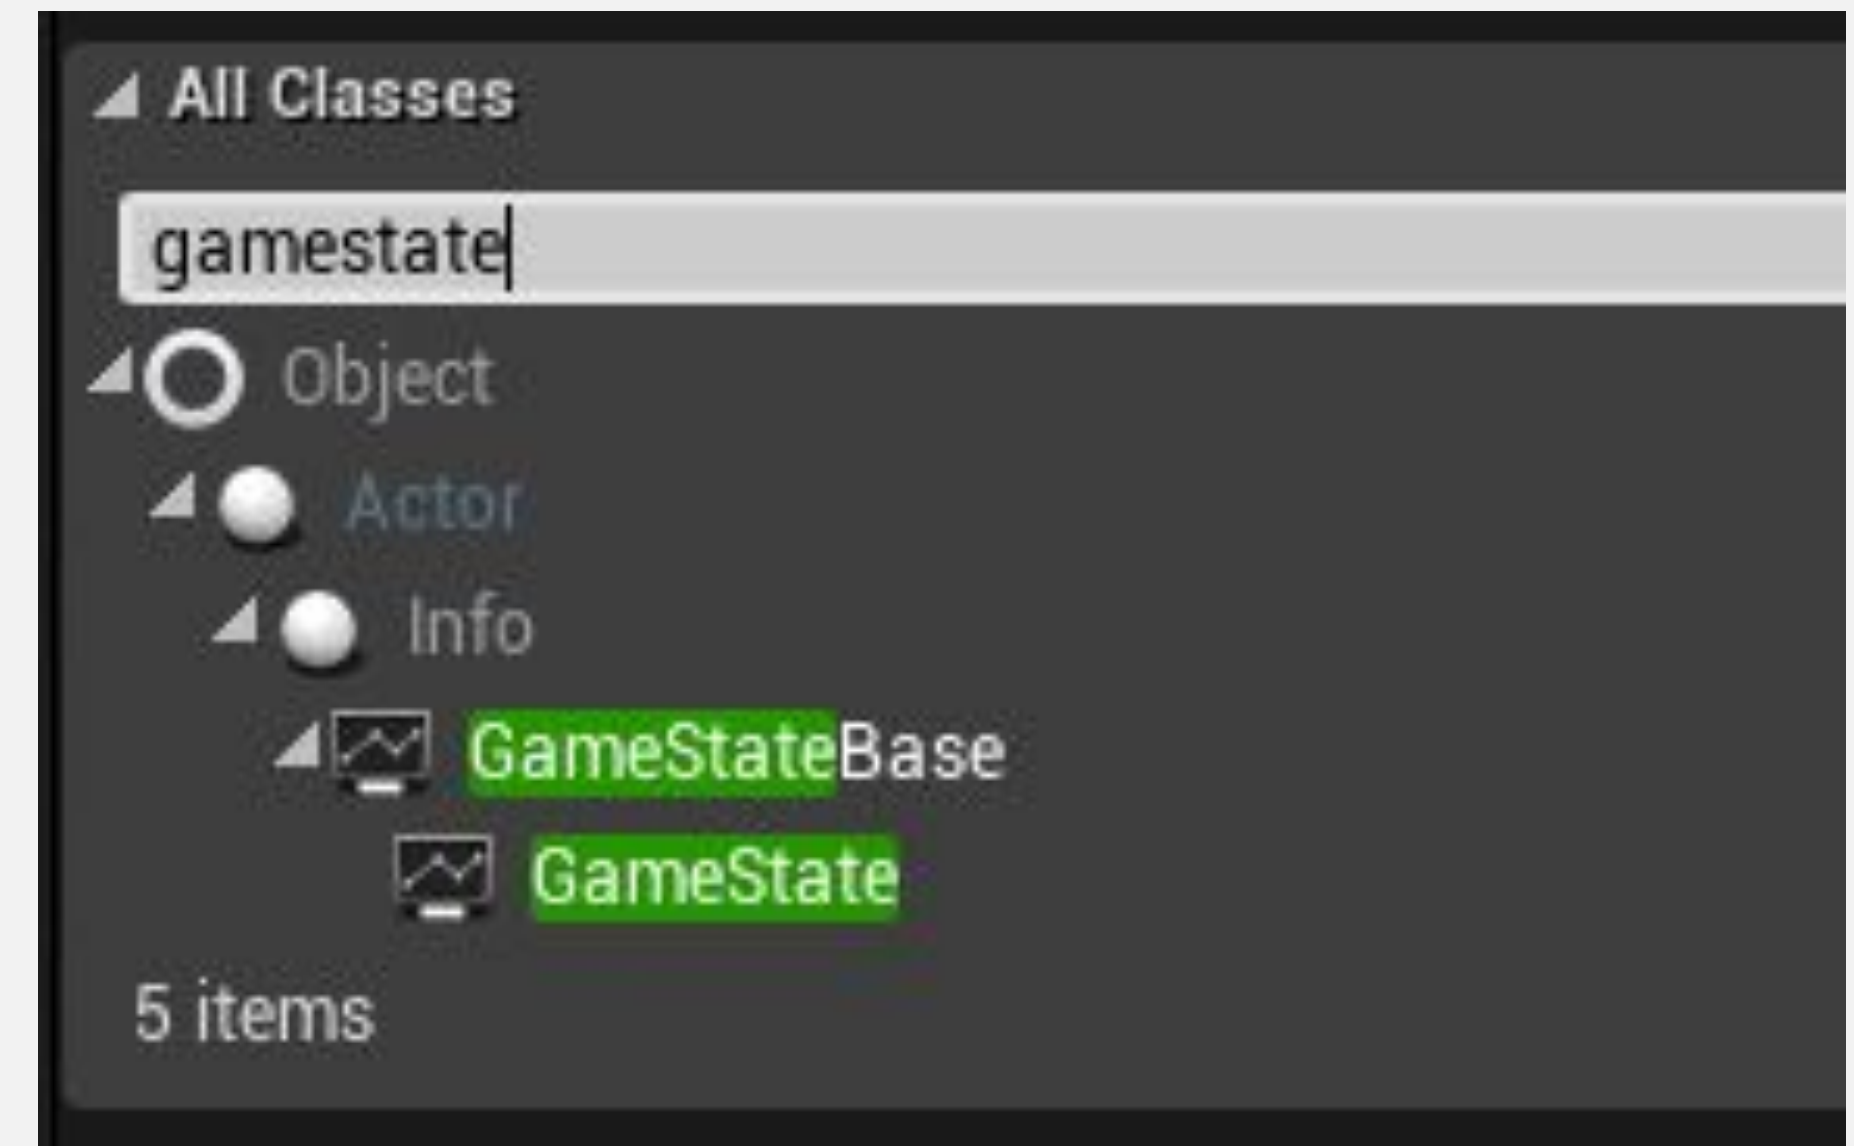 All Classes
gamestate
Object
Actor
Info
GameStateBase
GameState
5 items